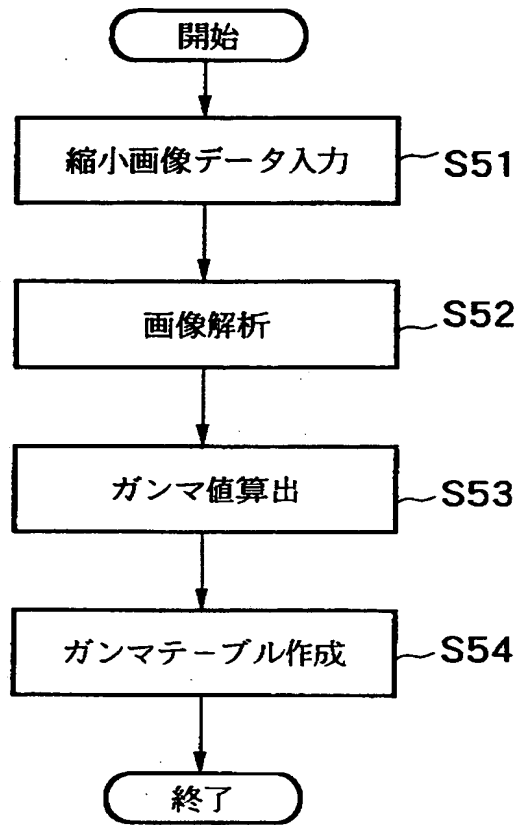 開始
縮小画像データ入力
S51
画像解析
S52
ガンマ値算出
S53
ガンマテーブル作成
S54
終了